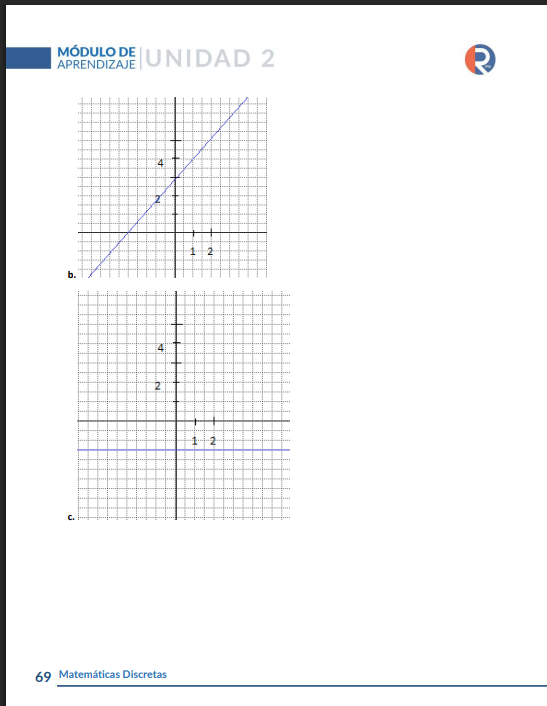 MÓDULO DE
APRENDIZAJE
UNIDAD 2
4
2
1 2
b.
4
2
1 2
c.
69 Matemáticas Discretas